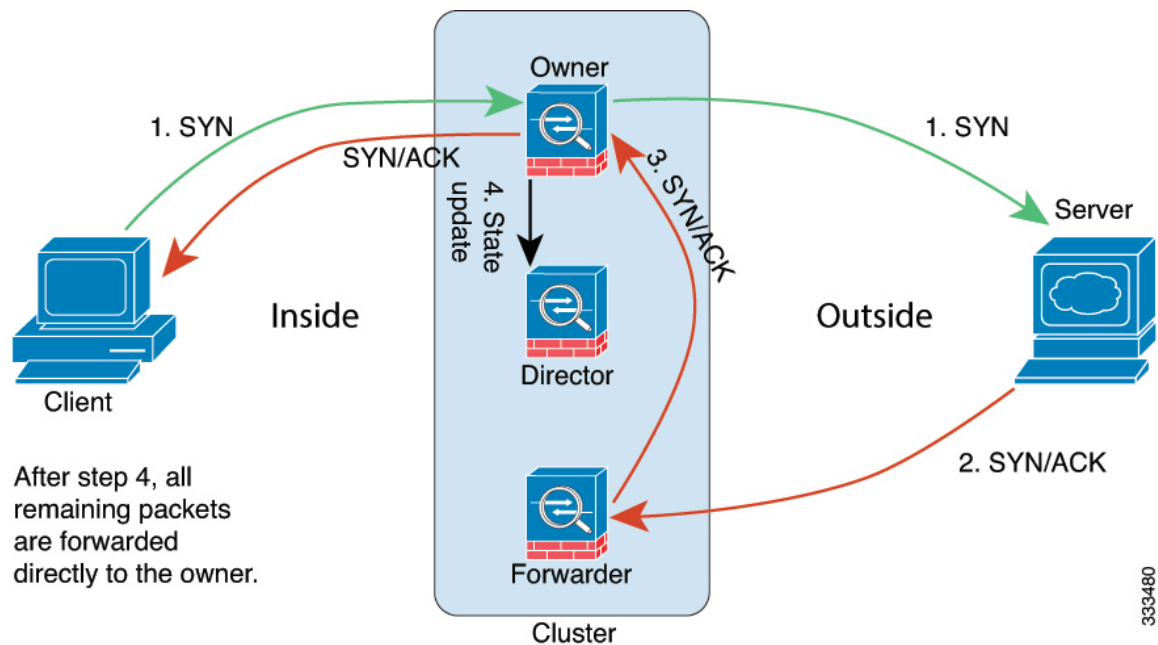 Owner
1. SYN
1. SYN
SYN/ACK
3. SYN/ACK
4. State
update
Server
Inside
Outside
Director
Client
2. SYN/ACK
After step 4, all
remaining packets
are forwarded
directly to the owner.
Forwarder
Cluster
333480